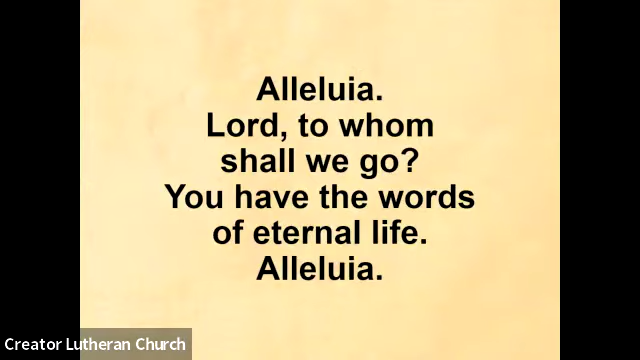 Alleluia.
Lord, to whom
shall we go?
You have the words
of eternal life.
Alleluia.
Creator Lutheran Church